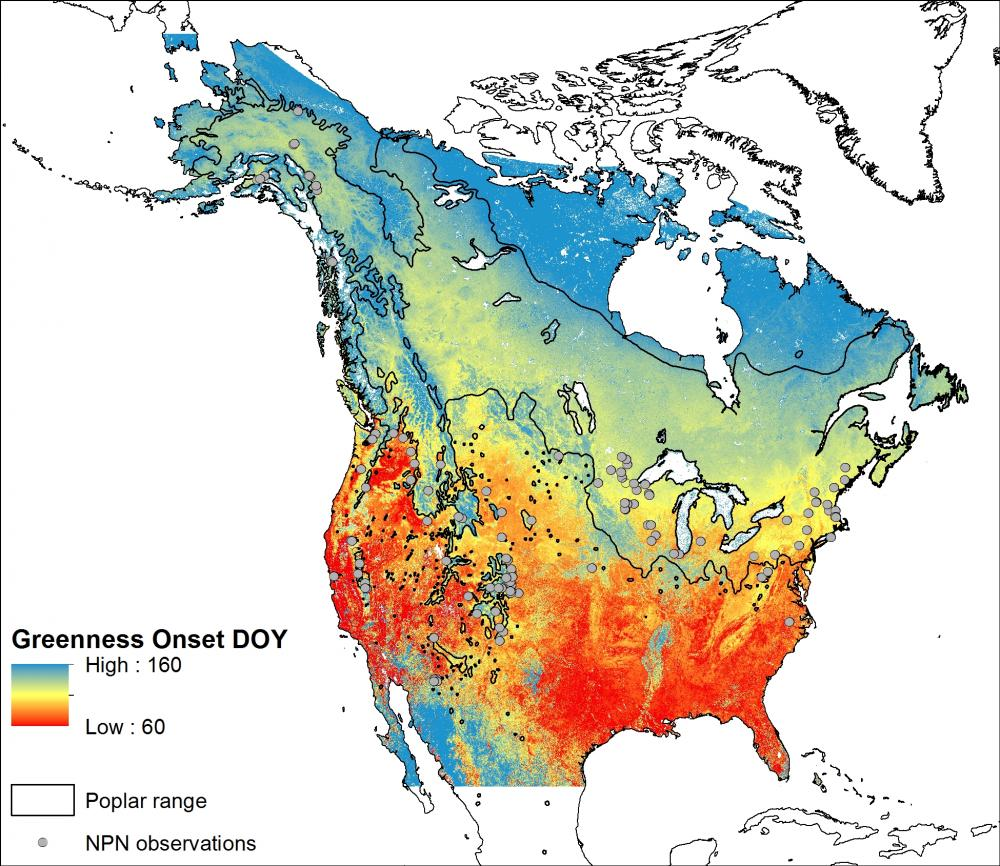 Greenness Onset DOY
High : 160
Low : 60
Poplar range
NPN observations